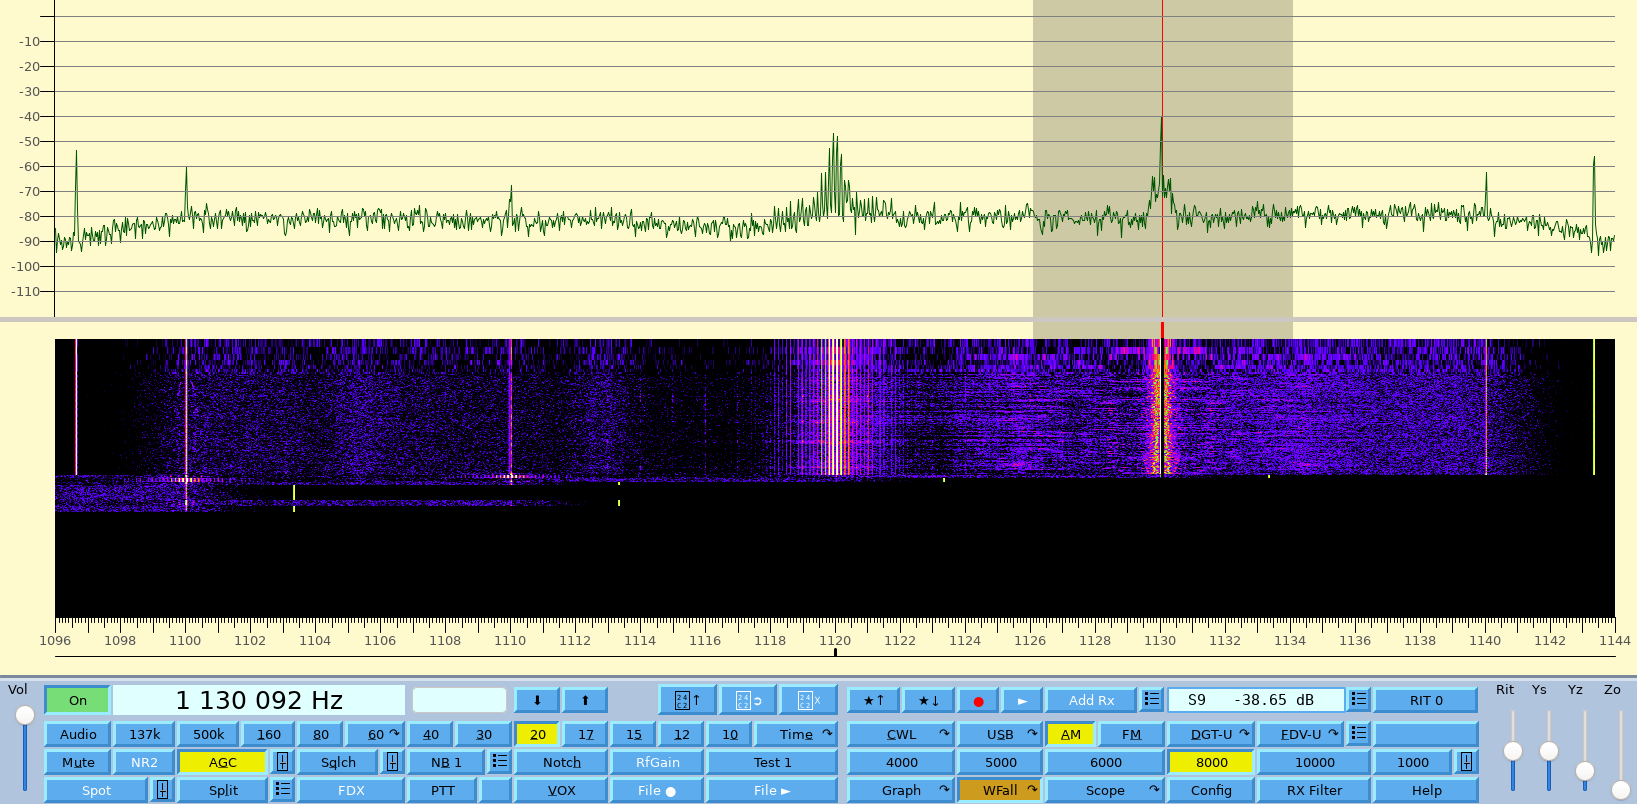 -10
-20
-30
-40
-50
-60
-70
-80
-90
-100
-110
1096 1098 1100 1102 1104 1106 1108 1110 1112 1114 1116 1118 1120 1122 1124 1126 1128 1130 1132 1134 1136 1138 1140 1142 1144
Vol On 1 130 092 Hz ⬇ ⬆ ↑ X ★↑ ★↓ ● ► Add Rx S9 -38.65 dB RIT 0 Rit Ys Yz Zo
Audio 137k 500k 160 80 60 ↷ 40 30 20 17 15 12 10 Time ↷ CWL ↷ USB ↷ AM FM DGT-U ↷ FDV-U ↷
Mute NR2 AGC Sqlch NB 1 Notch RfGain Test 1 4000 5000 6000 8000 10000 1000
Spot Split FDX PTT VOX File ● File ► Graph ↷ WFall ↷ Scope ↷ Config RX Filter Help